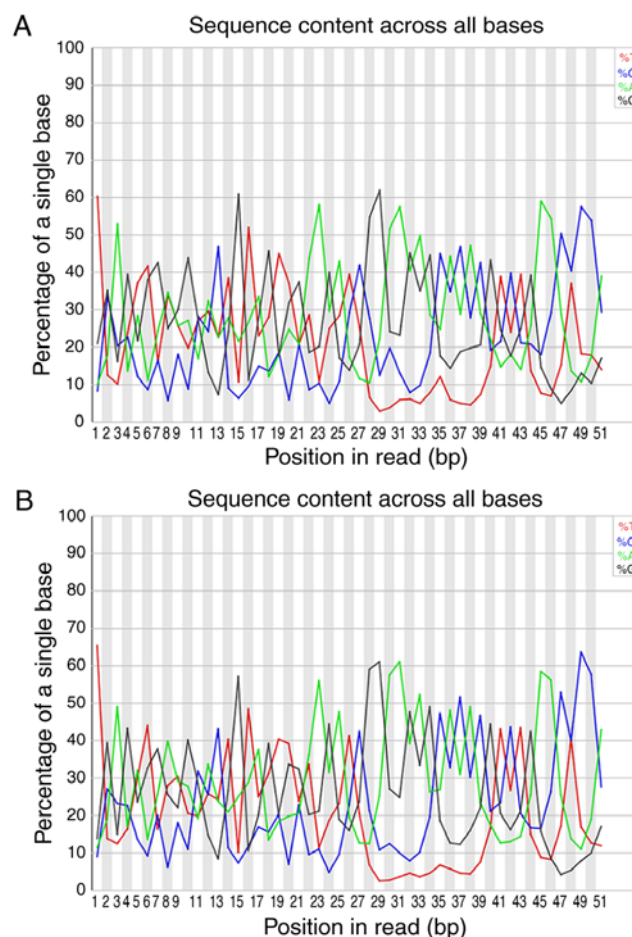 A
Sequence content across all bases
100
90
80
70
60
50
40
30
20
10
0
%T
%C
%A
%G
Percentage of a single base
1 2 3 4 5 6 7 8 9 11 13 15 17 19 21 23 25 27 29 31 33 35 37 39 41 43 45 47 49 51
Position in read (bp)
B
Sequence content across all bases
100
90
80
70
60
50
40
30
20
10
0
%T
%C
%A
%G
Percentage of a single base
1 2 3 4 5 6 7 8 9 11 13 15 17 19 21 23 25 27 29 31 33 35 37 39 41 43 45 47 49 51
Position in read (bp)